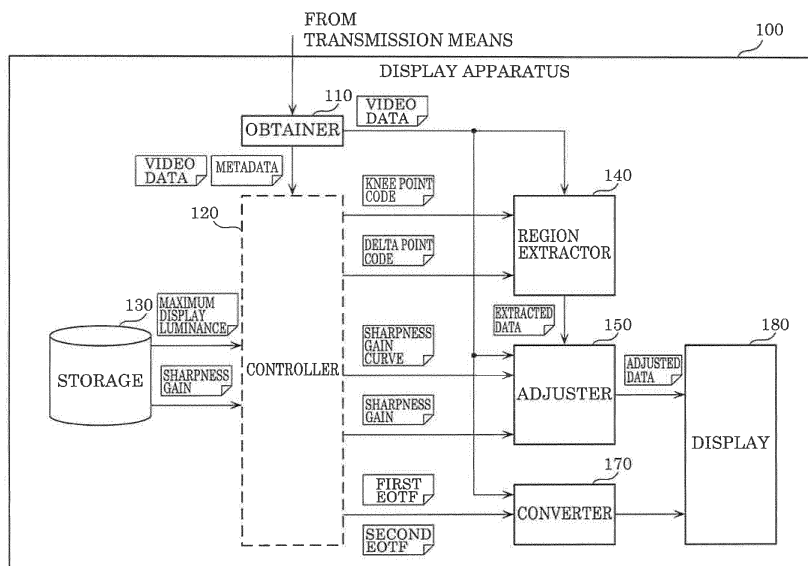 FROM
TRANSMISSION MEANS
100
DISPLAY APPARATUS
110
OBTAINER
VIDEO
DATA
VIDEO
DATA
METADATA
120
CONTROLLER
KNEE POINT
CODE
DELTA POINT
CODE
140
REGION
EXTRACTOR
130
STORAGE
MAXIMUM
DISPLAY
LUMINANCE
SHARPNESS
GAIN
EXTRACTED
DATA
SHARPNESS
GAIN
CURVE
SHARPNESS
GAIN
150
ADJUSTER
ADJUSTED
DATA
180
DISPLAY
FIRST
EOTF
SECOND
EOTF
170
CONVERTER